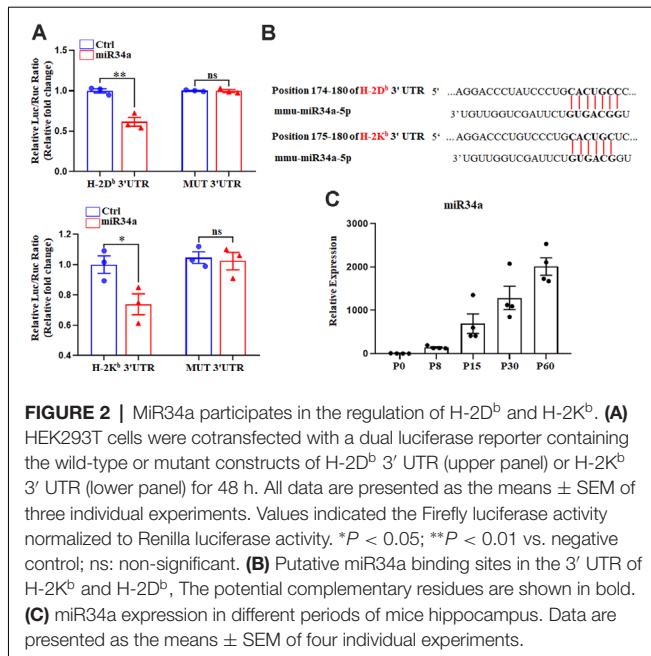 A
Ctrl
miR34a
Relative Luc/Ruc Ratio
(Relative fold change)
1.5
1.0
0.5
0.0
**
ns
H-2Dᵇ 3'UTR
MUT 3'UTR
Ctrl
miR34a
Relative Luc/Ruc Ratio
(Relative fold change)
1.2
1.0
0.8
0.6
0.4
*
ns
H-2Kᵇ 3'UTR
MUT 3'UTR
B
Position 174-180 of H-2Dᵇ 3' UTR 5' ...AGGACCCUAUCCCUGCACUGCCC...
mmu-miR34a-5p 3'UGUUGGUCGAUUCUGUGACGGU
Position 175-180 of H-2Kᵇ 3' UTR 5' ...AGGACCCUGUCCCUGCACUGCUC...
mmu-miR34a-5p 3'UGUUGGUCGAUUCUGUGACGGU
C
miR34a
Relative Expression
3000
2000
1000
0
P0 P8 P15 P30 P60
FIGURE 2 | MiR34a participates in the regulation of H-2Dᵇ and H-2Kᵇ. (A)
HEK293T cells were cotransfected with a dual luciferase reporter containing
the wild-type or mutant constructs of H-2Dᵇ 3′ UTR (upper panel) or H-2Kᵇ
3′ UTR (lower panel) for 48 h. All data are presented as the means ± SEM of
three individual experiments. Values indicated the Firefly luciferase activity
normalized to Renilla luciferase activity. *P < 0.05; **P < 0.01 vs. negative
control; ns: non-significant. (B) Putative miR34a binding sites in the 3′ UTR of
H-2Kᵇ and H-2Dᵇ, The potential complementary residues are shown in bold.
(C) miR34a expression in different periods of mice hippocampus. Data are
presented as the means ± SEM of four individual experiments.